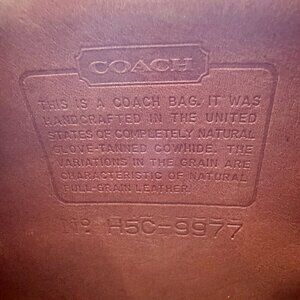 COACH
THIS IS A COACH BAG. IT WAS
HANDCRAFTED IN THE UNITED
STATES OF COMPLETELY NATURAL
GLOVE-TANNED COWHIDE. THE
VARIATIONS IN THE GRAIN ARE
CHARACTERISTIC OF NATURAL
FULL-GRAIN LEATHER.
Nº H5C-9977